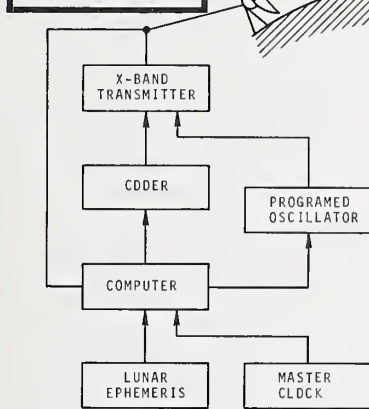 X-BAND
TRANSMITTER
CODER
PROGRAMED
OSCILLATOR
COMPUTER
LUNAR
EPHEMERIS
MASTER
CLOCK